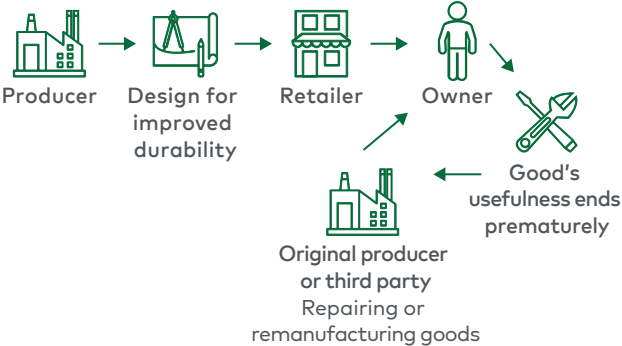 Producer
Design for
improved
durability
Retailer
Owner
Good's
usefulness ends
prematurely
Original producer
or third party
Repairing or
remanufacturing goods